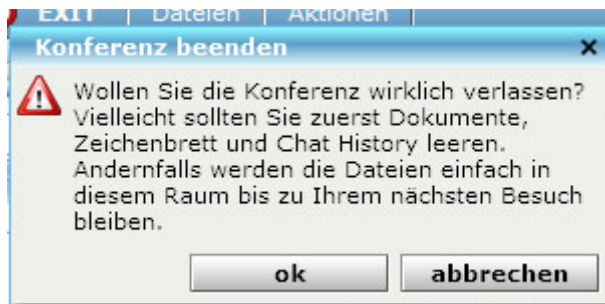 EXIT | Dateien | Aktionen |
Konferenz beenden
Wollen Sie die Konferenz wirklich verlassen?
Vielleicht sollten Sie zuerst Dokumente,
Zeichenbrett und Chat History leeren.
Andernfalls werden die Dateien einfach in
diesem Raum bis zu Ihrem nächsten Besuch
bleiben.
ok abbrechen